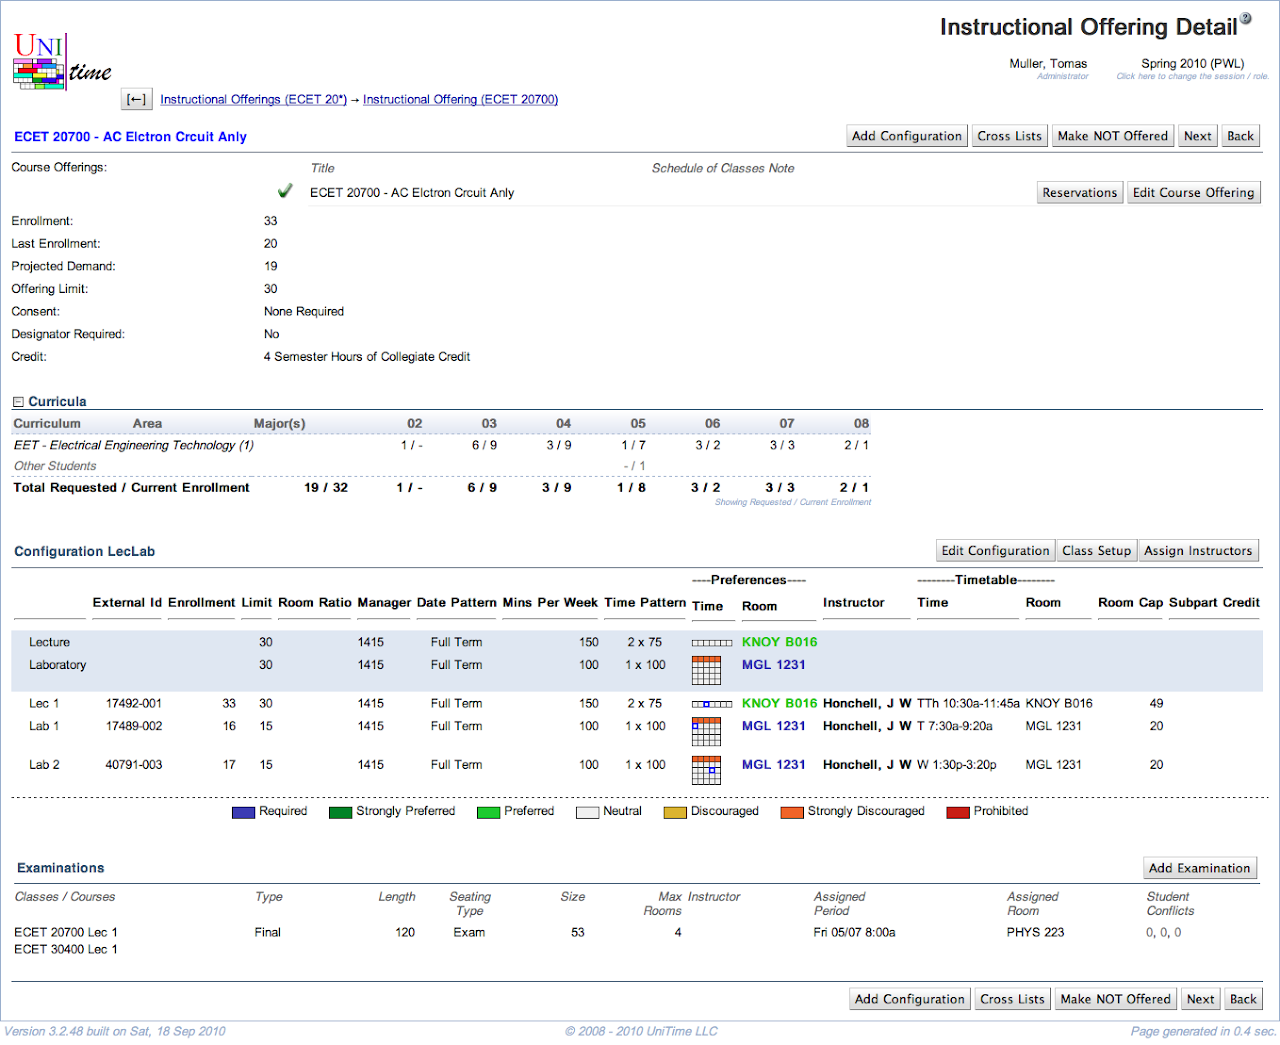 Instructional Offering Detail
UNI time
Muller, Tomas Spring 2010 (PWL)
Administrator Click here to change the session / role.
[←] Instructional Offerings (ECET 20*) → Instructional Offering (ECET 20700)
ECET 20700 - AC Elctron Crcuit Anly Add Configuration Cross Lists Make NOT Offered Next Back
Course Offerings: Title Schedule of Classes Note
ECET 20700 - AC Elctron Crcuit Anly Reservations Edit Course Offering
Enrollment: 33
Last Enrollment: 20
Projected Demand: 19
Offering Limit: 30
Consent: None Required
Designator Required: No
Credit: 4 Semester Hours of Collegiate Credit
Curricula
Curriculum Area Major(s) 02 03 04 05 06 07 08
EET - Electrical Engineering Technology (1) 1 / - 6 / 9 3 / 9 1 / 7 3 / 2 3 / 3 2 / 1
Other Students - / 1
Total Requested / Current Enrollment 19 / 32 1 / - 6 / 9 3 / 9 1 / 8 3 / 2 3 / 3 2 / 1
Showing Requested / Current Enrollment
Configuration LecLab Edit Configuration Class Setup Assign Instructors
----Preferences---- --------Timetable--------
External Id Enrollment Limit Room Ratio Manager Date Pattern Mins Per Week Time Pattern Time Room Instructor Time Room Room Cap Subpart Credit
Lecture 30 1415 Full Term 150 2 x 75 KNOY B016
Laboratory 30 1415 Full Term 100 1 x 100 MGL 1231
Lec 1 17492-001 33 30 1415 Full Term 150 2 x 75 KNOY B016 Honchell, J W TTh 10:30a-11:45a KNOY B016 49
Lab 1 17489-002 16 15 1415 Full Term 100 1 x 100 MGL 1231 Honchell, J W T 7:30a-9:20a MGL 1231 20
Lab 2 40791-003 17 15 1415 Full Term 100 1 x 100 MGL 1231 Honchell, J W W 1:30p-3:20p MGL 1231 20
Required Strongly Preferred Preferred Neutral Discouraged Strongly Discouraged Prohibited
Examinations Add Examination
Classes / Courses Type Length Seating Type Size Max Rooms Instructor Assigned Period Assigned Room Student Conflicts
ECET 20700 Lec 1 Final 120 Exam 53 4 Fri 05/07 8:00a PHYS 223 0, 0, 0
ECET 30400 Lec 1
Add Configuration Cross Lists Make NOT Offered Next Back
Version 3.2.48 built on Sat, 18 Sep 2010 © 2008 - 2010 UniTime LLC Page generated in 0.4 sec.